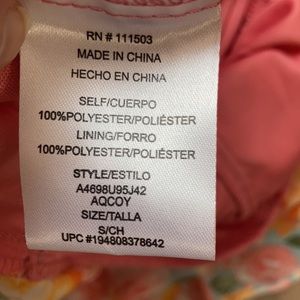 RN # 111503
MADE IN CHINA
HECHO EN CHINA
SELF/CUERPO
100%POLYESTER/POLIÉSTER
LINING/FORRO
100%POLYESTER/POLIÉSTER
STYLE/ESTILO
A4698U95J42
AQCOY
SIZE/TALLA
S/CH
UPC #194808378642